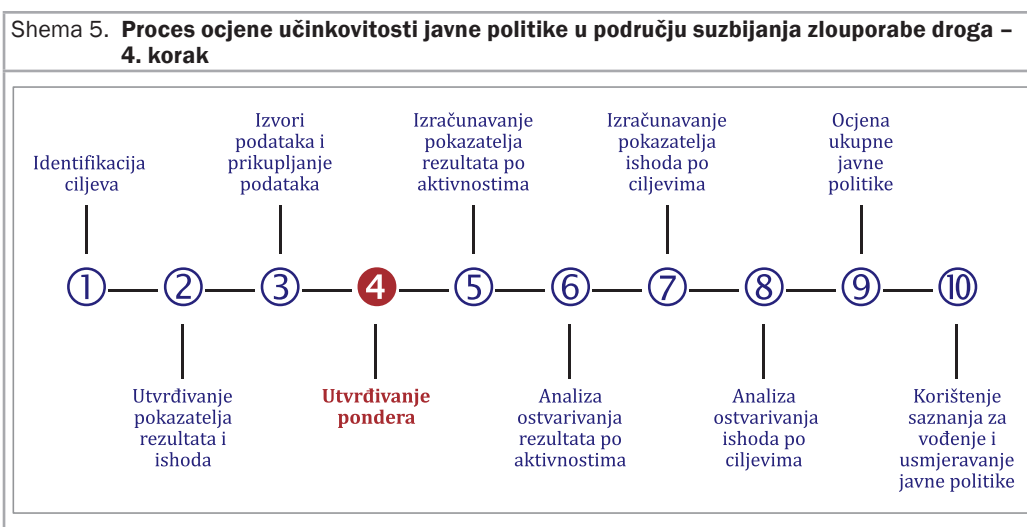 Shema 5. Proces ocjene učinkovitosti javne politike u području suzbijanja zlouporabe droga –
4. korak
Identifikacija
ciljeva
Izvori
podataka i
prikupljanje
podataka
Izračunavanje
pokazatelja
rezultata po
aktivnostima
Izračunavanje
pokazatelja
ishoda po
ciljevima
Ocjena
ukupne
javne
politike
1 2 3 4 5 6 7 8 9 10
Utvrđivanje
pokazatelja
rezultata i
ishoda
Utvrđivanje
pondera
Analiza
ostvarivanja
rezultata po
aktivnostima
Analiza
ostvarivanja
ishoda po
ciljevima
Korištenje
saznanja za
vođenje i
usmjeravanje
javne politike